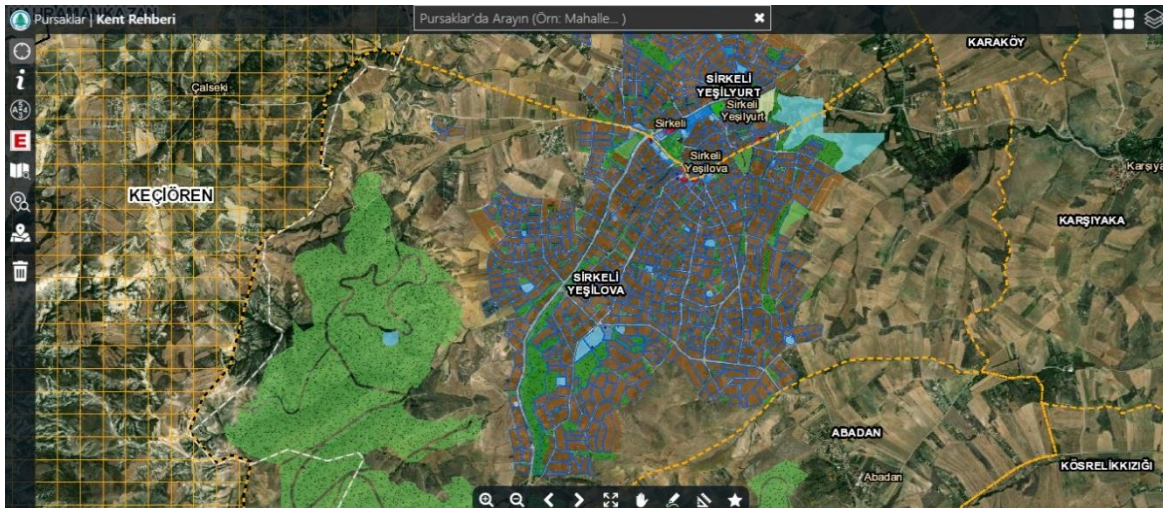 Pursaklar | Kent Rehberi
Pursaklar'da Arayın (Örn: Mahalle... )
KARAKÖY
SİRKELİ
YEŞİLYURT
Çalseki
Sirkeli
Yeşilyurt
Sirkeli
Sirkeli
Yeşilova
Karşıya
KEÇİÖREN
KARŞIYAKA
SİRKELİ
YEŞİLOVA
ABADAN
KÖSRELİKKIZIĞI
Abadan